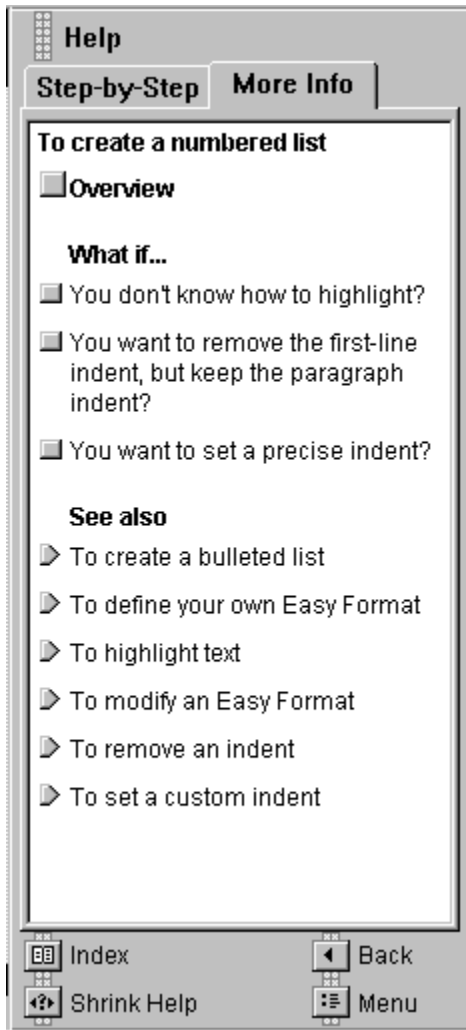 Help
Step-by-Step More Info
To create a numbered list
Overview
What if...
You don't know how to highlight?
You want to remove the first-line
indent, but keep the paragraph
indent?
You want to set a precise indent?
See also
To create a bulleted list
To define your own Easy Format
To highlight text
To modify an Easy Format
To remove an indent
To set a custom indent
Index Back
Shrink Help Menu